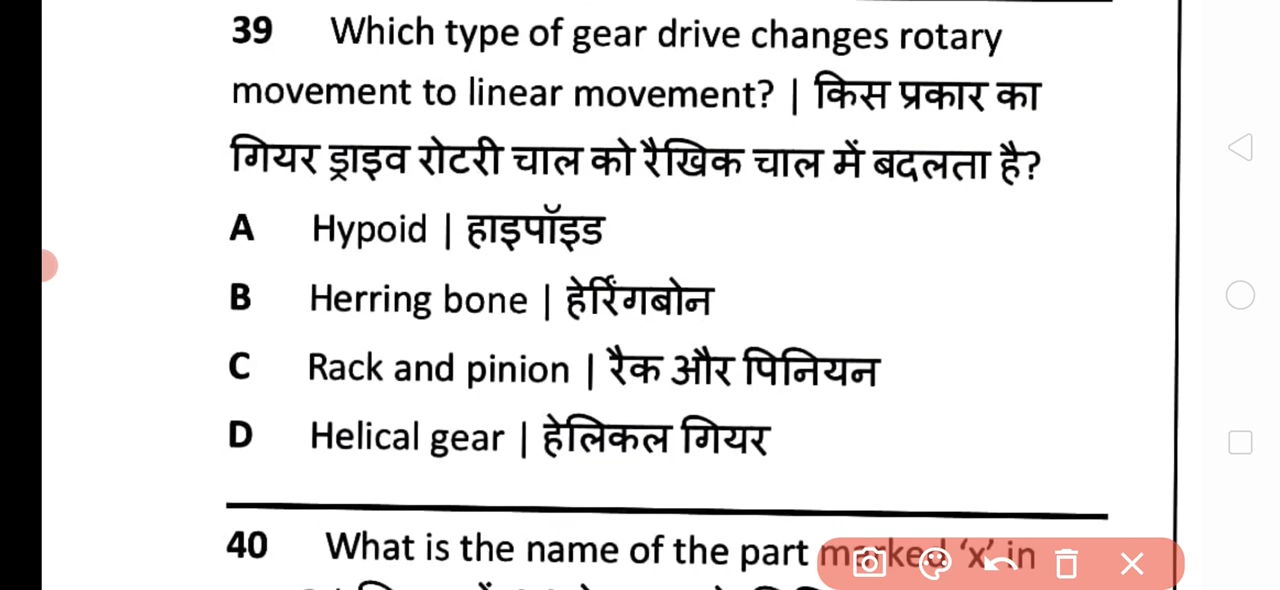 39 Which type of gear drive changes rotary
movement to linear movement? | किस प्रकार का
गियर ड्राइव रोटरी चाल को रैखिक चाल में बदलता है?
A Hypoid | हाइपॉइड
B Herring bone | हेरिंगबोन
C Rack and pinion | रैक और पिनियन
D Helical gear | हेलिकल गियर
40 What is the name of the part marked ‘x’ in